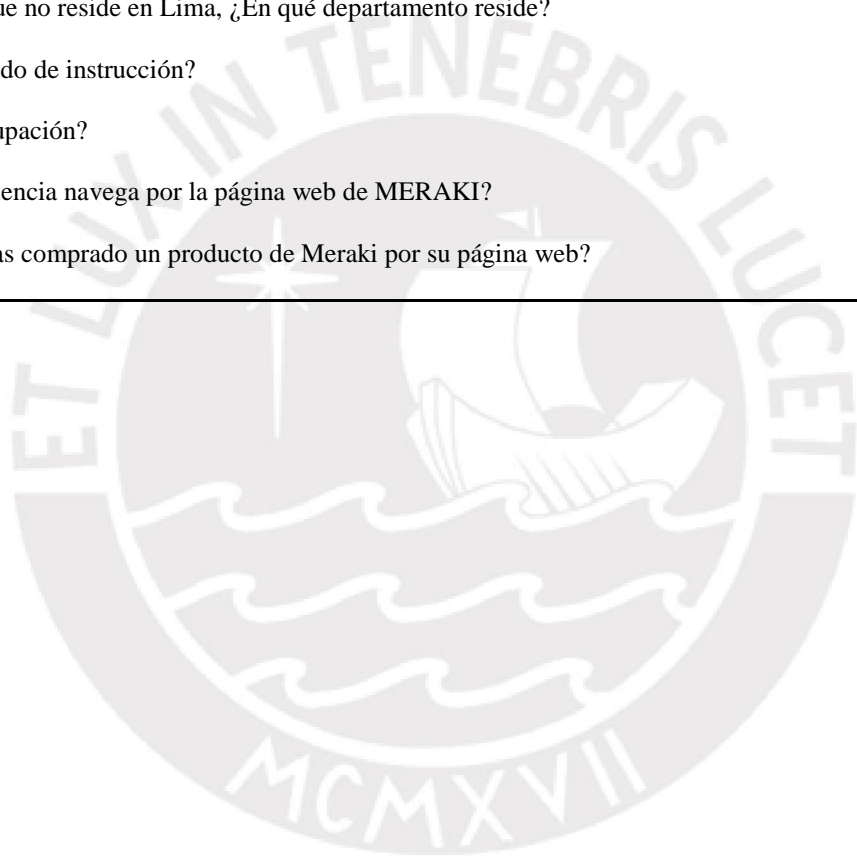 ue no reside en Lima, ¿En qué departamento reside?
do de instrucción?
upación?
encia navega por la página web de MERAKI?
as comprado un producto de Meraki por su página web?
ET LUX IN TENEBRIS LUCET
MCMXVII